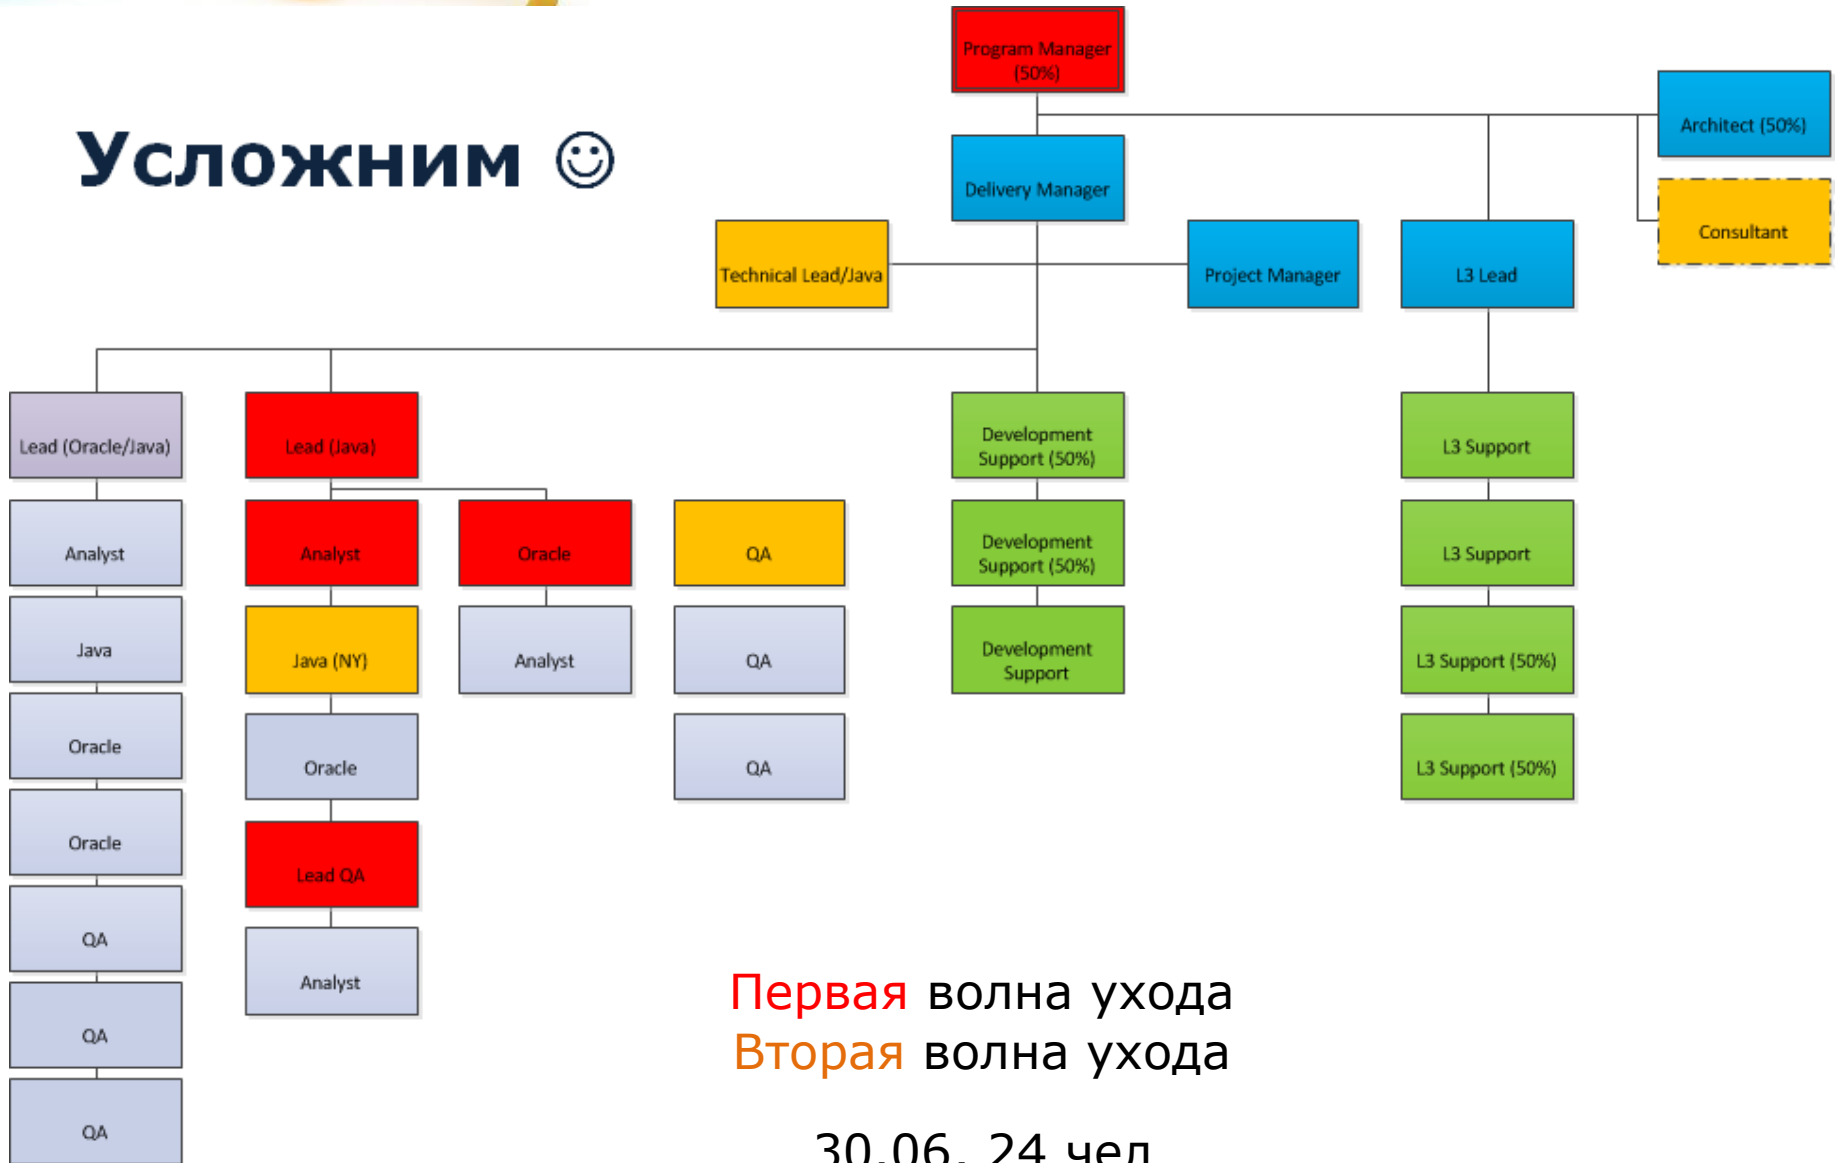 Усложним ☺
Program Manager
(50%)
Architect (50%)
Delivery Manager
Consultant
Technical Lead/Java
Project Manager
L3 Lead
Lead (Oracle/Java)
Lead (Java)
Development
Support (50%)
L3 Support
Analyst
Analyst
Oracle
QA
Development
Support (50%)
L3 Support
Java
Java (NY)
Analyst
QA
Development
Support
L3 Support (50%)
Oracle
Oracle
QA
L3 Support (50%)
Oracle
Lead QA
QA
Analyst
QA
QA
Первая волна ухода
Вторая волна ухода
30.06, 24 чел